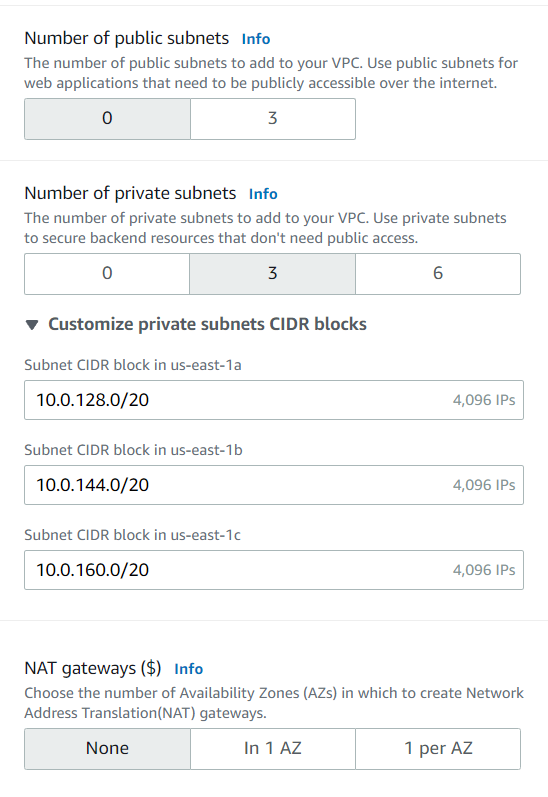 Number of public subnets Info
The number of public subnets to add to your VPC. Use public subnets for
web applications that need to be publicly accessible over the internet.
0 3
Number of private subnets Info
The number of private subnets to add to your VPC. Use private subnets
to secure backend resources that don't need public access.
0 3 6
Customize private subnets CIDR blocks
Subnet CIDR block in us-east-1a
10.0.128.0/20 4,096 IPs
Subnet CIDR block in us-east-1b
10.0.144.0/20 4,096 IPs
Subnet CIDR block in us-east-1c
10.0.160.0/20 4,096 IPs
NAT gateways ($) Info
Choose the number of Availability Zones (AZs) in which to create Network
Address Translation(NAT) gateways.
None In 1 AZ 1 per AZ